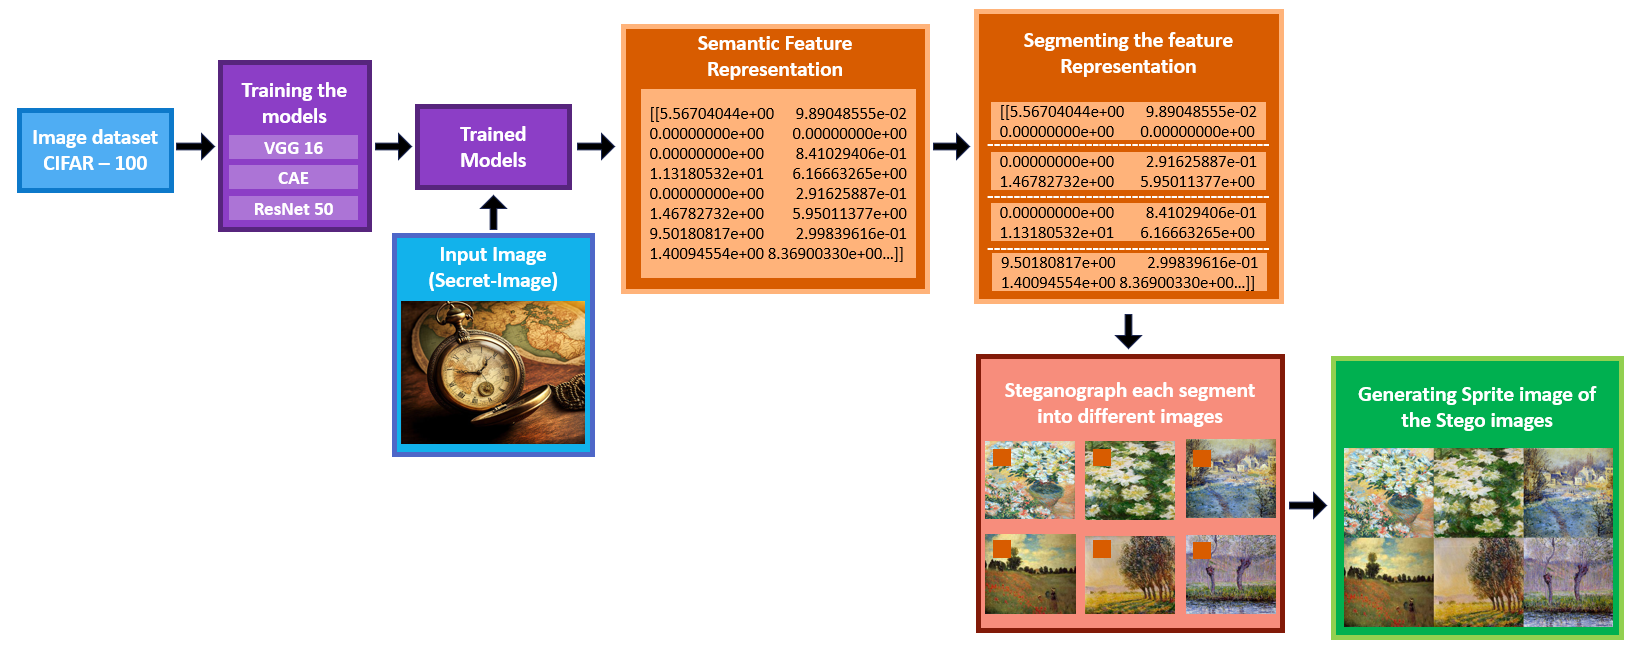 Image dataset
CIFAR – 100
Training the
models
VGG 16
CAE
ResNet 50
Trained
Models
Input Image
(Secret-Image)
Semantic Feature
Representation
[[5.56704044e+00 9.89048555e-02
0.00000000e+00 0.00000000e+00
0.00000000e+00 8.41029406e-01
1.13180532e+01 6.16663265e+00
0.00000000e+00 2.91625887e-01
1.46782732e+00 5.95011377e+00
9.50180817e+00 2.99839616e-01
1.40094554e+00 8.36900330e+00...]]
Segmenting the feature
Representation
[[5.56704044e+00 9.89048555e-02
0.00000000e+00 0.00000000e+00
0.00000000e+00 2.91625887e-01
1.46782732e+00 5.95011377e+00
0.00000000e+00 8.41029406e-01
1.13180532e+01 6.16663265e+00
9.50180817e+00 2.99839616e-01
1.40094554e+00 8.36900330e+00...]]
Steganograph each segment
into different images
Generating Sprite image of
the Stego images